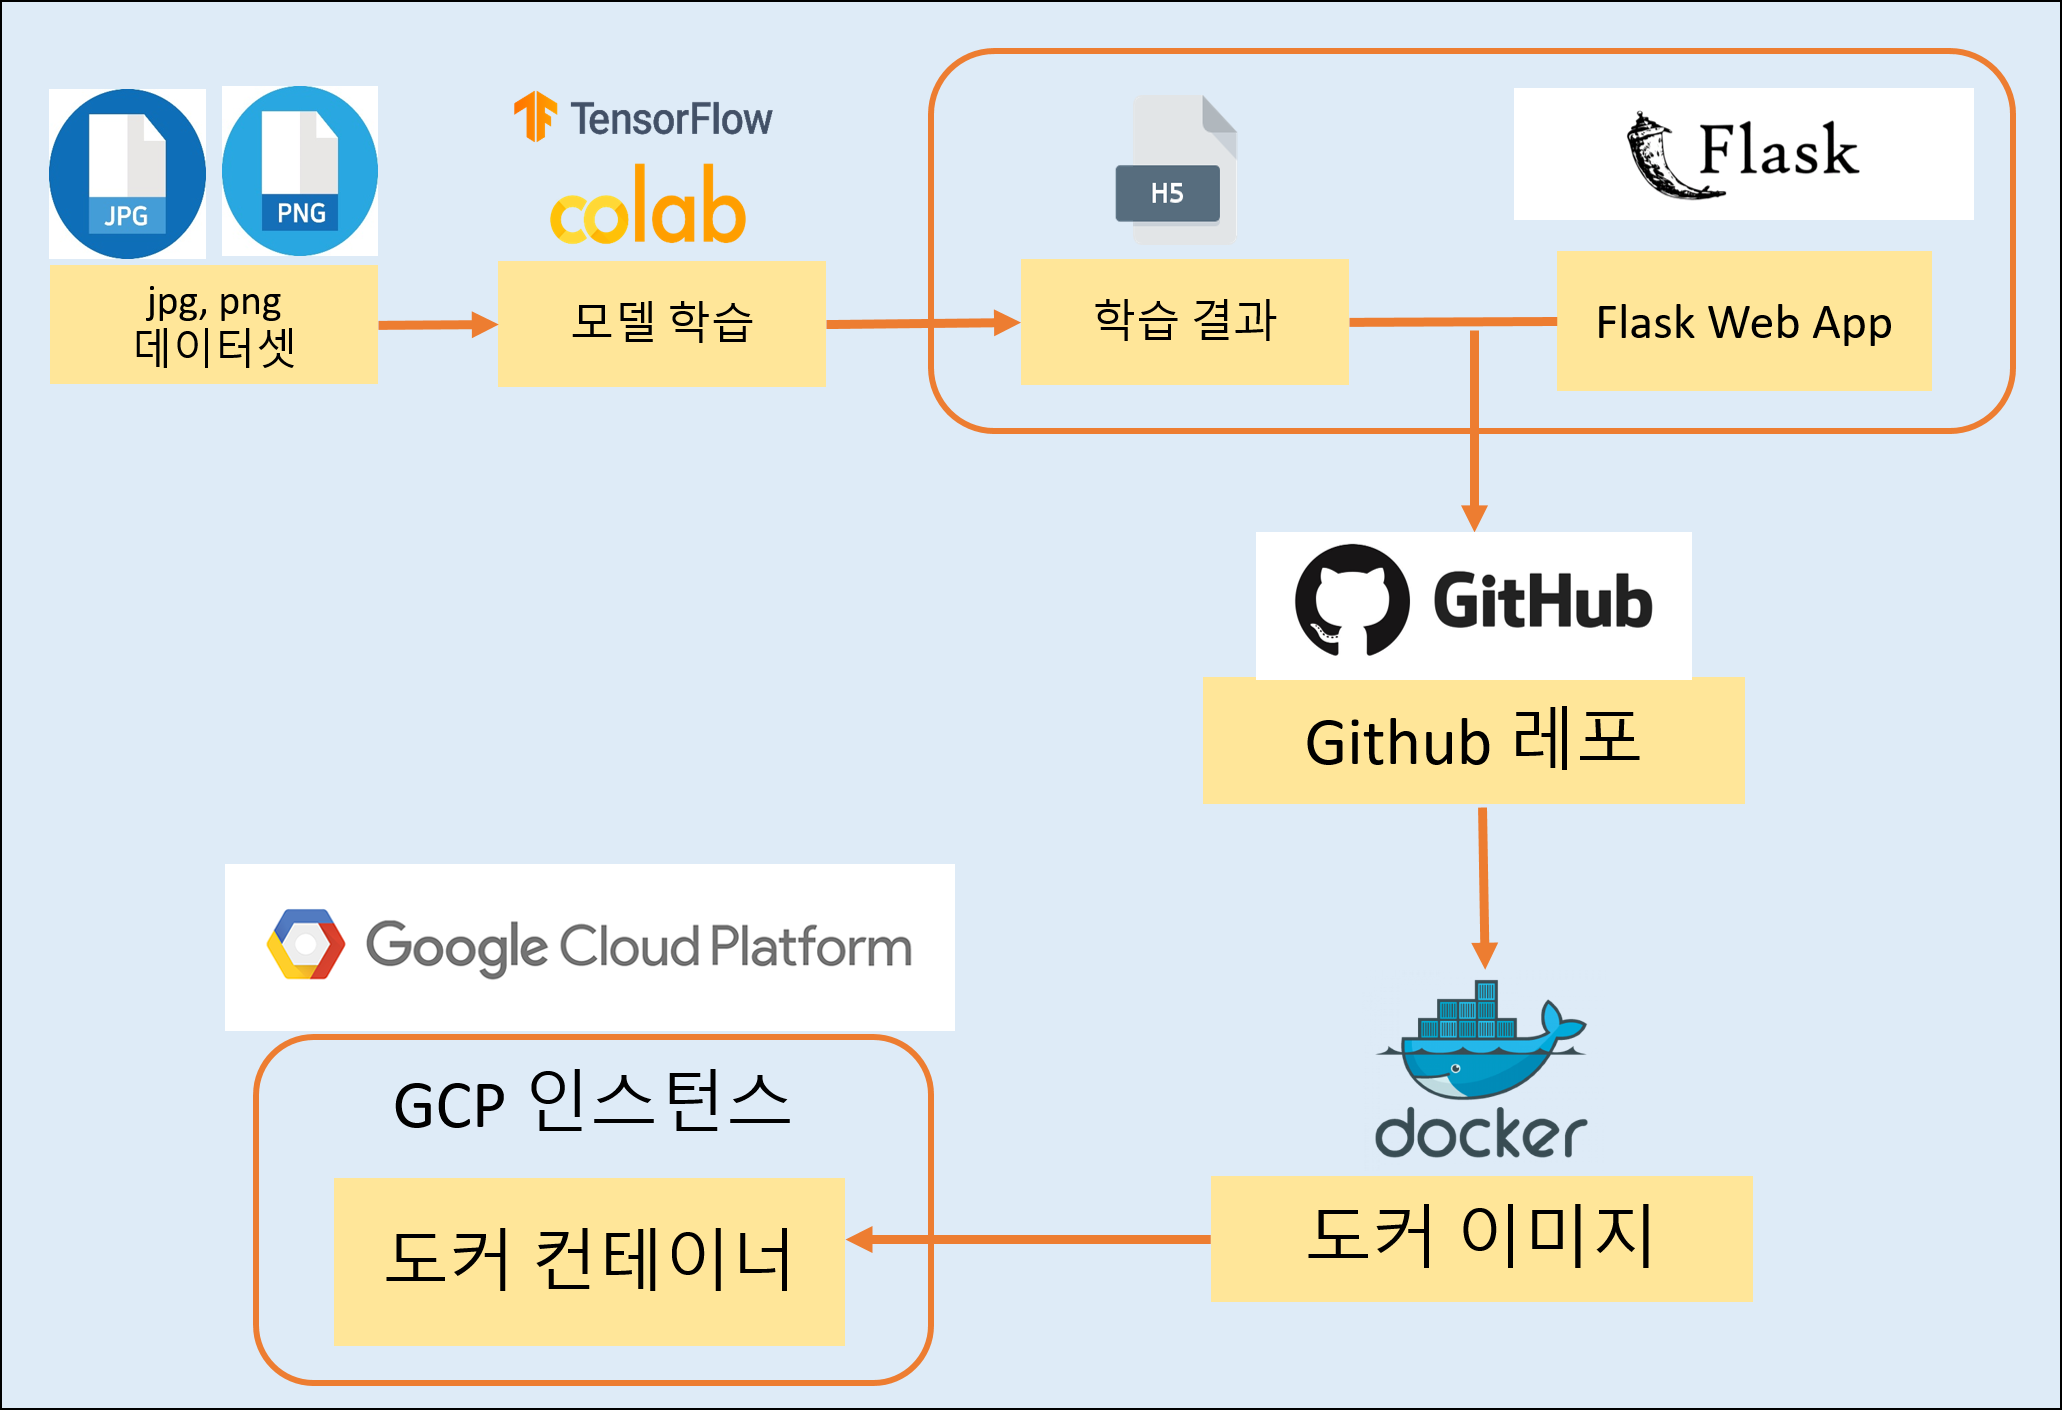 JPG
PNG
jpg, png
데이터셋
TensorFlow
colab
모델 학습
H5
학습 결과
Flask
Flask Web App
GitHub
Github 레포
docker
도커 이미지
Google Cloud Platform
GCP 인스턴스
도커 컨테이너